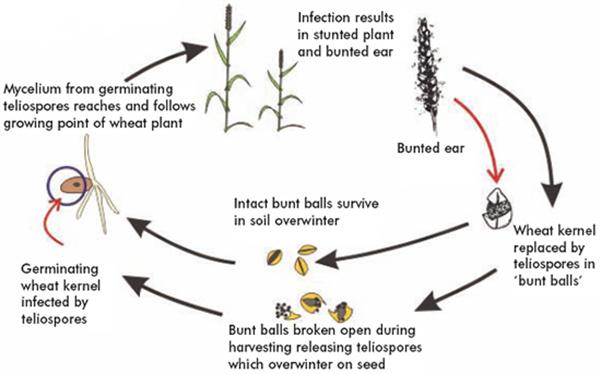 Infection results
in stunted plant
and bunted ear
Mycelium from germinating
teliospores reaches and follows
growing point of wheat plant
Bunted ear
Intact bunt balls survive
in soil overwinter
Wheat kernel
replaced by
teliospores in
‘bunt balls’
Germinating
wheat kernel
infected by
teliospores
Bunt balls broken open during
harvesting releasing teliospores
which overwinter on seed